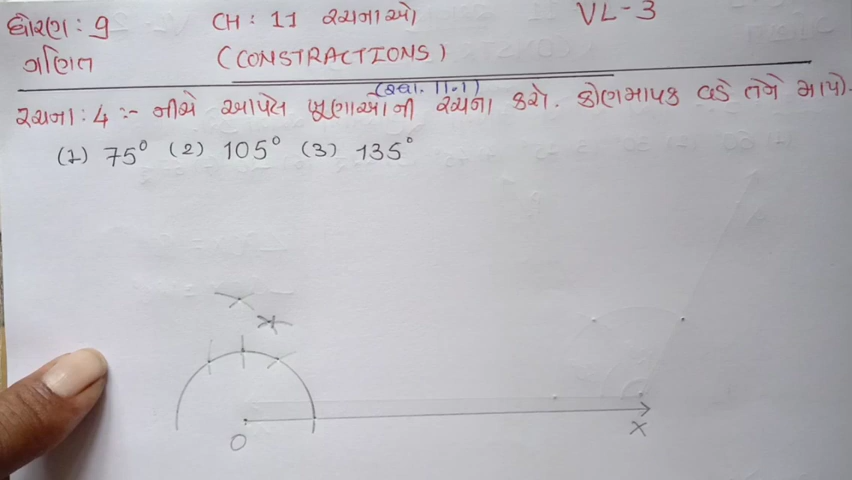 ધોરણ : 9 CH : 11 રચનાઓ VL-3
ગણિત (CONSTRACTIONS)
(સ્વા. 11.1)
રચના : 4 :- નીચે આપેલ ખૂણાઓની રચના કરો. કોણમાપક વડે તેને માપો.
(1) 75° (2) 105° (3) 135°
O X